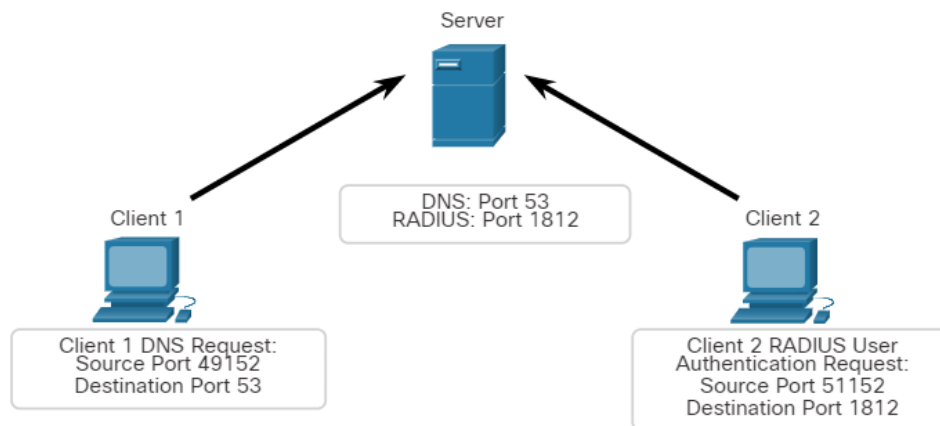 Server
DNS: Port 53
RADIUS: Port 1812
Client 1
Client 2
Client 1 DNS Request:
Source Port 49152
Destination Port 53
Client 2 RADIUS User
Authentication Request:
Source Port 51152
Destination Port 1812